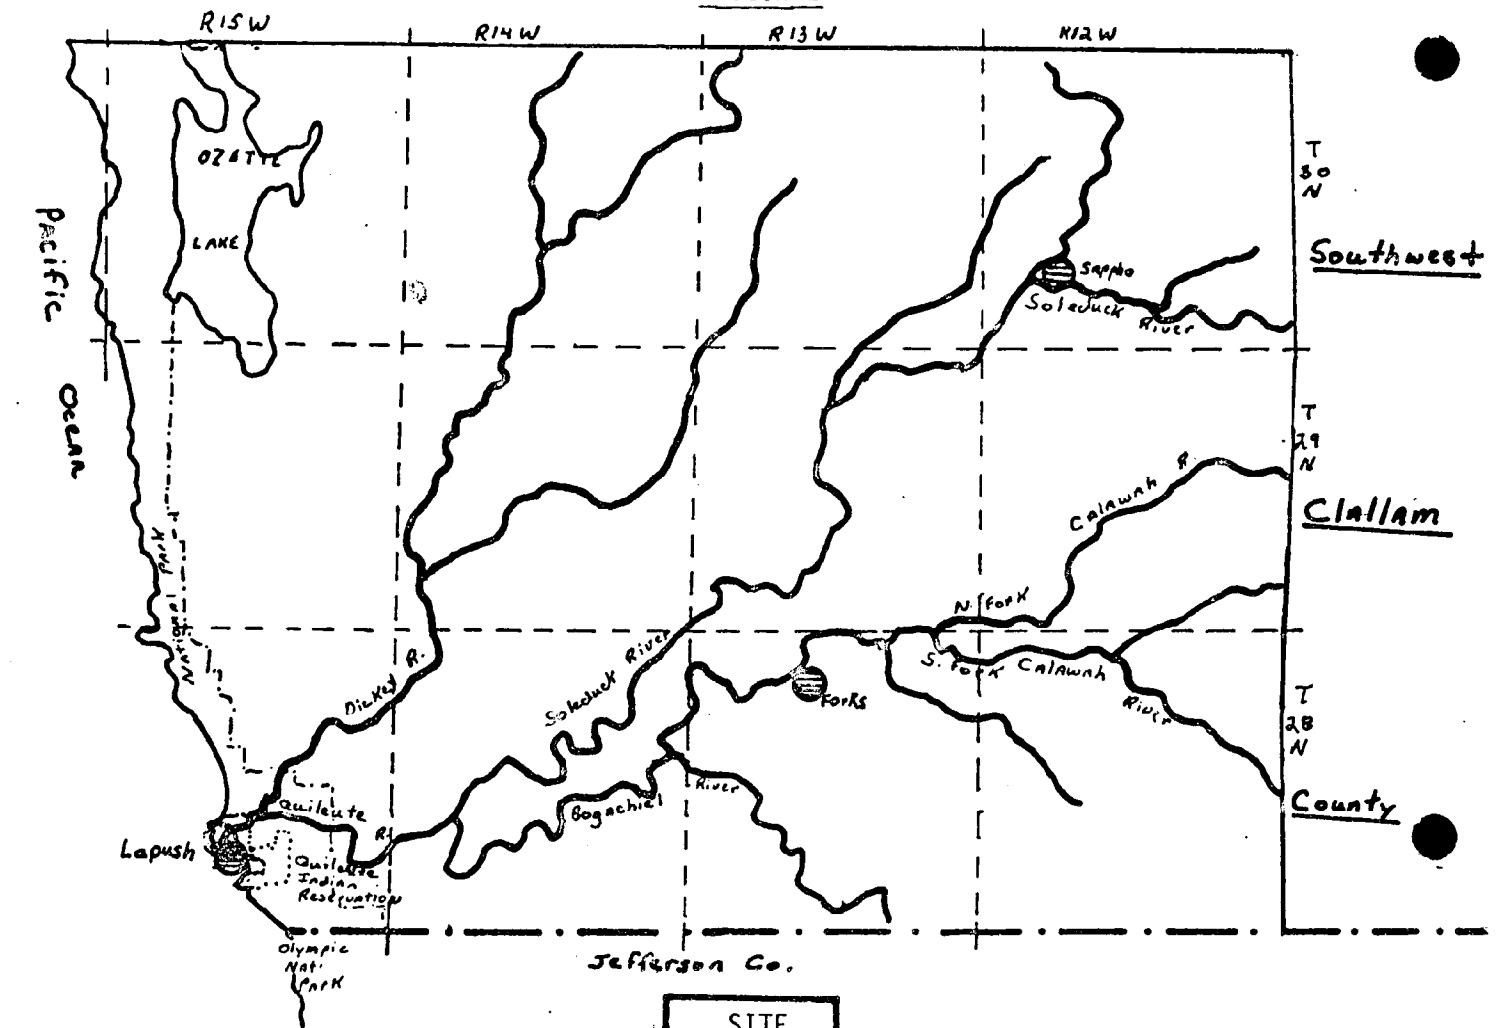 R15W
R14W
R13W
R12W
OZATTE
LAKE
Pacific
Ocean
T
30
N
Southwest
Sappho
Soleduck
River
T
29
N
Clallam
Calawah R.
N. Fork
S. Fork Calawah
River
National Park
Dickey R.
Soleduck River
Forks
T
28
N
County
Quileute
R.
Bogachiel
River
Lapush
Quileute
Indian
Reservation
Olympic
Nat'
Park
Jefferson Co.
SITE